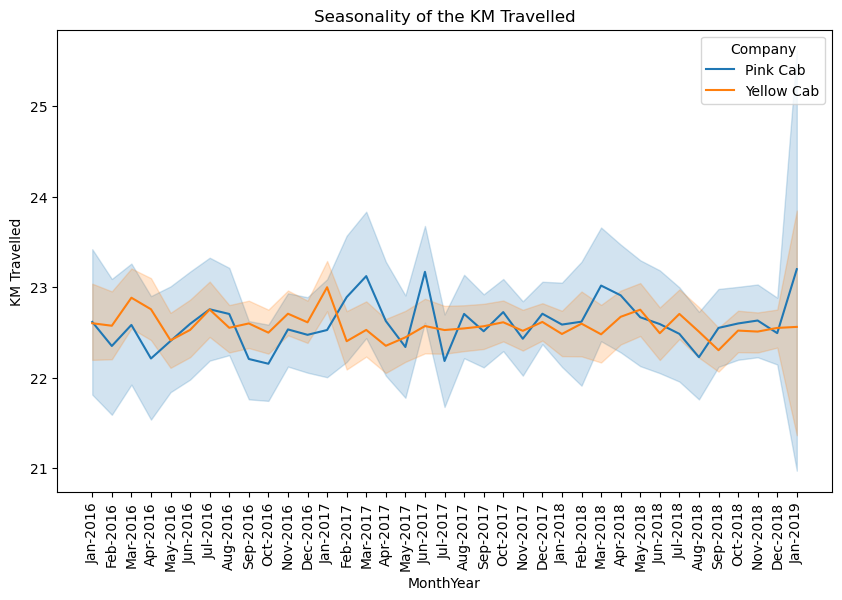 Seasonality of the KM Travelled
Company
Pink Cab
Yellow Cab
KM Travelled
25
24
23
22
21
Jan-2016
Feb-2016
Mar-2016
Apr-2016
May-2016
Jun-2016
Jul-2016
Aug-2016
Sep-2016
Oct-2016
Nov-2016
Dec-2016
Jan-2017
Feb-2017
Mar-2017
Apr-2017
May-2017
Jun-2017
Jul-2017
Aug-2017
Sep-2017
Oct-2017
Nov-2017
Dec-2017
Jan-2018
Feb-2018
Mar-2018
Apr-2018
May-2018
Jun-2018
Jul-2018
Aug-2018
Sep-2018
Oct-2018
Nov-2018
Dec-2018
Jan-2019
MonthYear